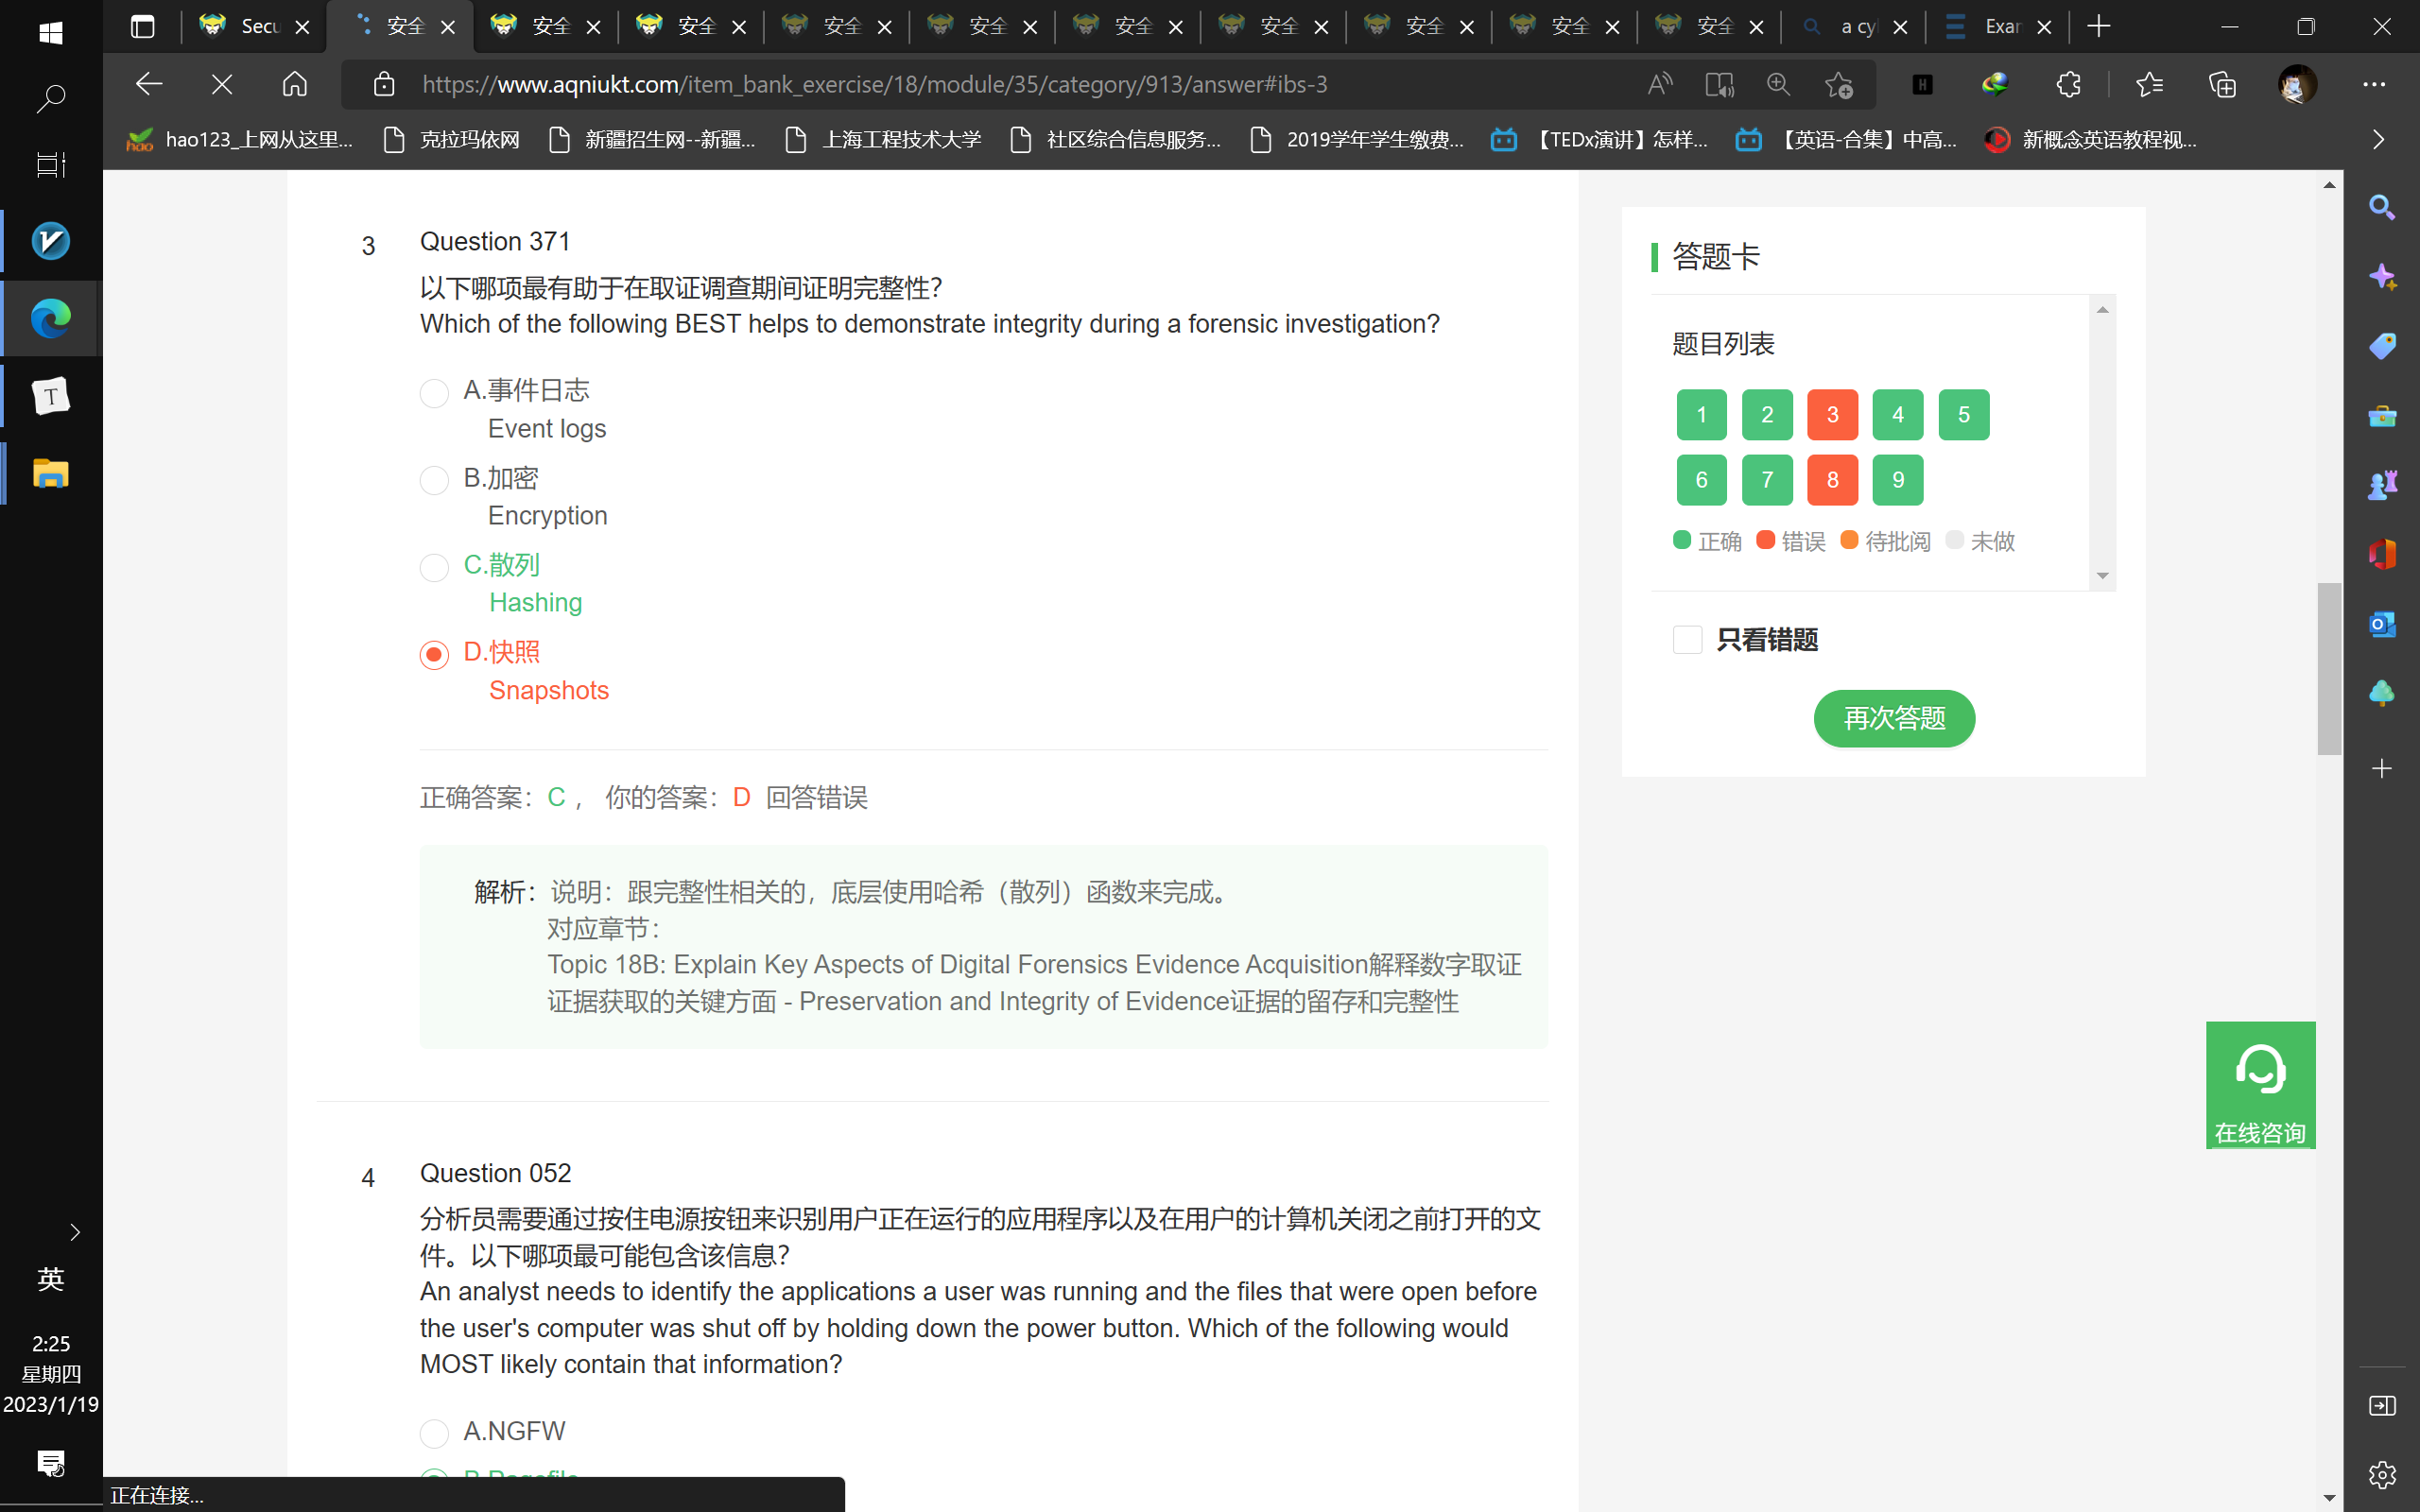 Secu
安全
安全
安全
安全
安全
安全
安全
安全
安全
安全
a cyl
Exar
https://www.aqniukt.com/item_bank_exercise/18/module/35/category/913/answer#ibs-3
hao123_上网从这里...
克拉玛依网
新疆招生网--新疆...
上海工程技术大学
社区综合信息服务...
2019学年学生缴费...
【TEDx演讲】怎样...
【英语-合集】中高...
新概念英语教程视...
3
Question 371
以下哪项最有助于在取证调查期间证明完整性?
Which of the following BEST helps to demonstrate integrity during a forensic investigation?
A.事件日志
Event logs
B.加密
Encryption
C.散列
Hashing
D.快照
Snapshots
正确答案：C ， 你的答案：D 回答错误
解析：说明：跟完整性相关的，底层使用哈希（散列）函数来完成。
对应章节：
Topic 18B: Explain Key Aspects of Digital Forensics Evidence Acquisition解释数字取证
证据获取的关键方面 - Preservation and Integrity of Evidence证据的留存和完整性
4
Question 052
分析员需要通过按住电源按钮来识别用户正在运行的应用程序以及在用户的计算机关闭之前打开的文
件。以下哪项最可能包含该信息?
An analyst needs to identify the applications a user was running and the files that were open before
the user's computer was shut off by holding down the power button. Which of the following would
MOST likely contain that information?
A.NGFW
B.Pagefile
答题卡
题目列表
1 2 3 4 5
6 7 8 9
正确 错误 待批阅 未做
只看错题
再次答题
在线咨询
英
2:25
星期四
2023/1/19
正在连接...